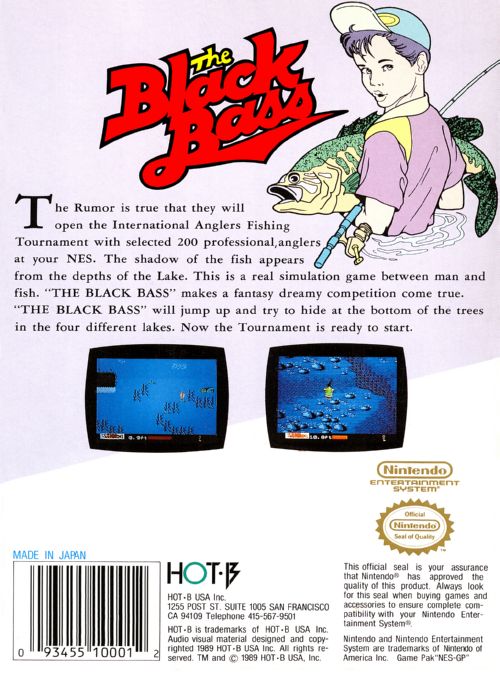 The
Black
Bass
The Rumor is true that they will
open the International Anglers Fishing
Tournament with selected 200 professional,anglers
at your NES. The shadow of the fish appears
from the depths of the Lake. This is a real simulation game between man and
fish. "THE BLACK BASS" makes a fantasy dreamy competition come true.
"THE BLACK BASS" will jump up and try to hide at the bottom of the trees
in the four different lakes. Now the Tournament is ready to start.
Nintendo®
ENTERTAINMENT
SYSTEM®
Official
Nintendo
Seal of Quality
TM
MADE IN JAPAN
0 93455 10001 2
HOT·B
HOT·B USA Inc.
1255 POST ST. SUITE 1005 SAN FRANCISCO
CA 94109 Telephone 415-567-9501
HOT·B is trademarks of HOT·B USA Inc.
Audio visual material designed and copy-
righted 1989 HOT·B USA Inc. All rights re-
served. TM and © 1989 HOT·B USA, Inc.
This official seal is your assurance
that Nintendo® has approved the
quality of this product. Always look
for this seal when buying games and
accessories to ensure complete com-
patibility with your Nintendo Enter-
tainment System®.
Nintendo and Nintendo Entertainment
System are trademarks of Nintendo of
America Inc. Game Pak"NES-GP"